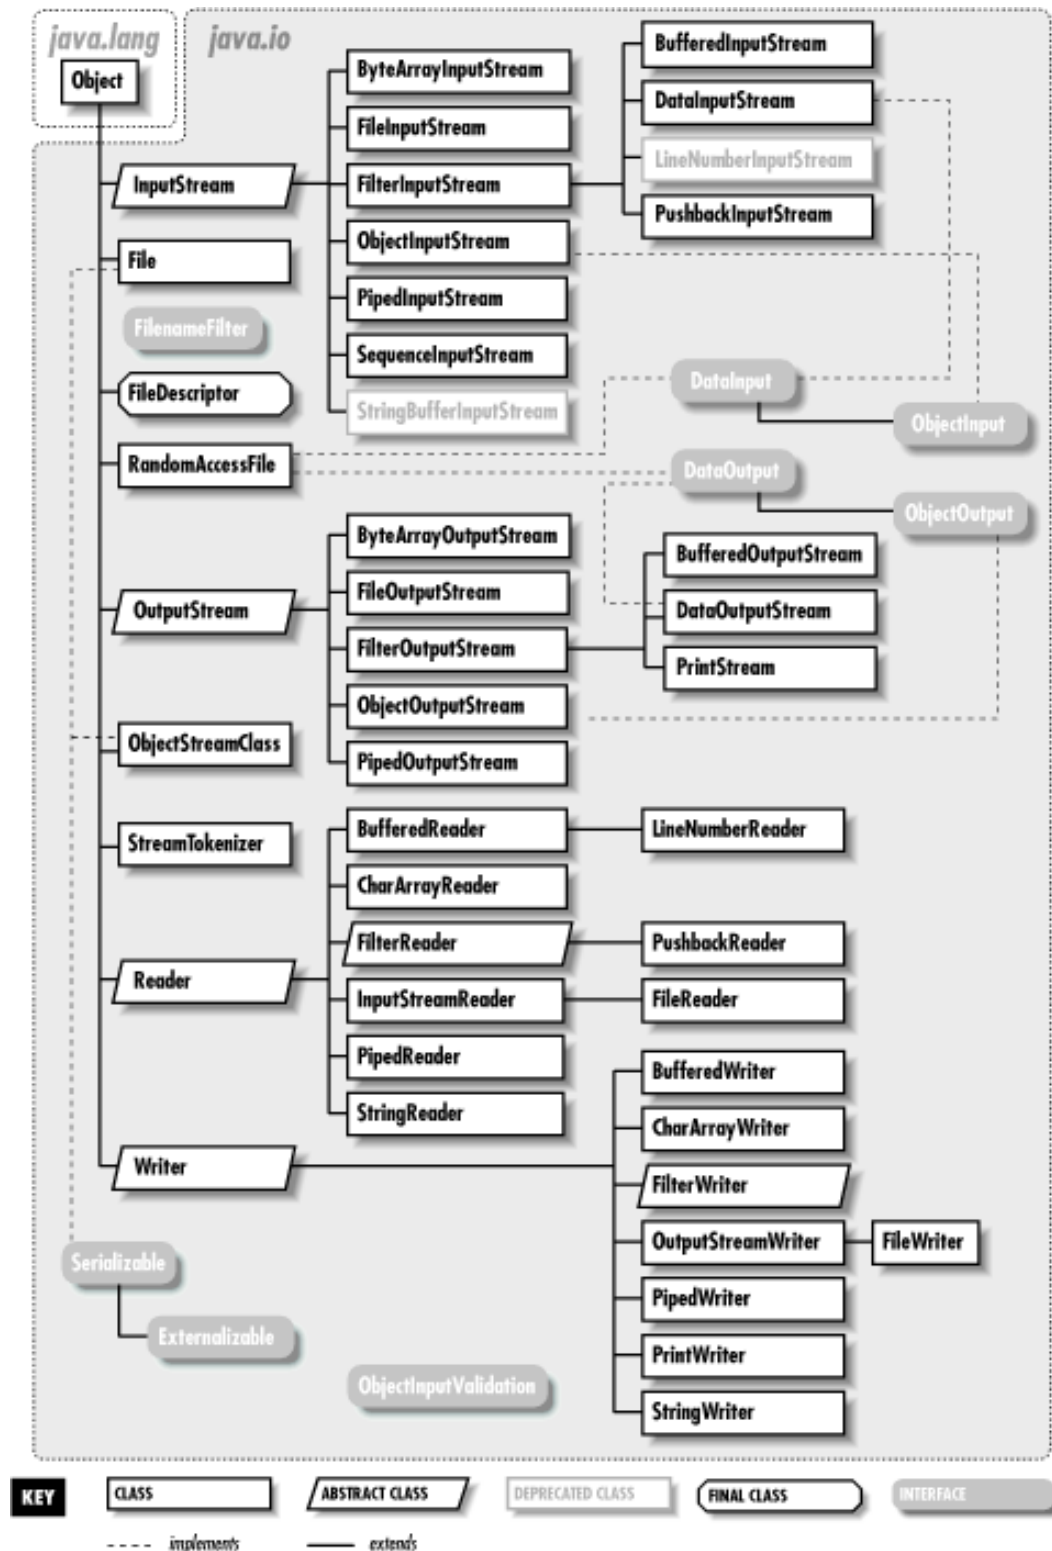 java.lang
java.io
Object
InputStream
File
FilenameFilter
FileDescriptor
RandomAccessFile
OutputStream
ObjectStreamClass
StreamTokenizer
Reader
Writer
Serializable
Externalizable
ByteArrayInputStream
FileInputStream
FilterInputStream
ObjectInputStream
PipedInputStream
SequenceInputStream
StringBufferInputStream
BufferedInputStream
DataInputStream
LineNumberInputStream
PushbackInputStream
DataInput
ObjectInput
DataOutput
ObjectOutput
ByteArrayOutputStream
FileOutputStream
FilterOutputStream
ObjectOutputStream
PipedOutputStream
BufferedOutputStream
DataOutputStream
PrintStream
BufferedReader
CharArrayReader
FilterReader
InputStreamReader
PipedReader
StringReader
LineNumberReader
PushbackReader
FileReader
BufferedWriter
CharArrayWriter
FilterWriter
OutputStreamWriter
FileWriter
PipedWriter
PrintWriter
StringWriter
ObjectInputValidation
KEY
CLASS
ABSTRACT CLASS
DEPRECATED CLASS
FINAL CLASS
INTERFACE
implements
extends